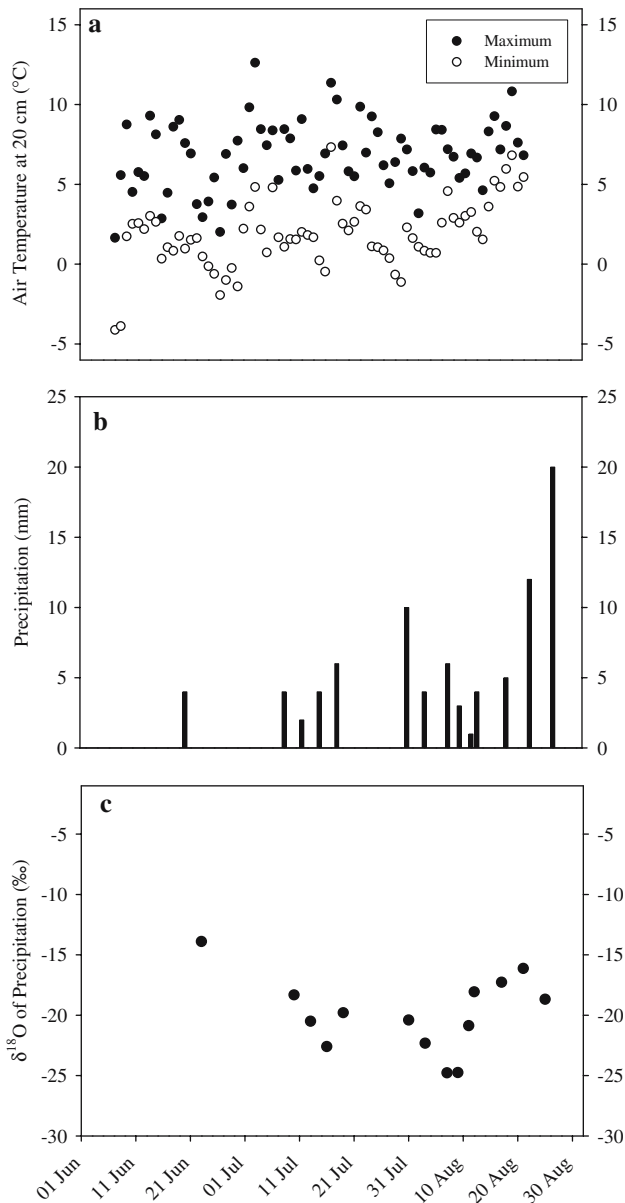 a
Maximum
Minimum
Air Temperature at 20 cm (°C)
15 15
10 10
5 5
0 0
-5 -5
b
Precipitation (mm)
25 25
20 20
15 15
10 10
5 5
0 0
c
δ18O of Precipitation (‰)
-5 -5
-10 -10
-15 -15
-20 -20
-25 -25
-30 -30
01 Jun 11 Jun 21 Jun 01 Jul 11 Jul 21 Jul 31 Jul 10 Aug 20 Aug 30 Aug